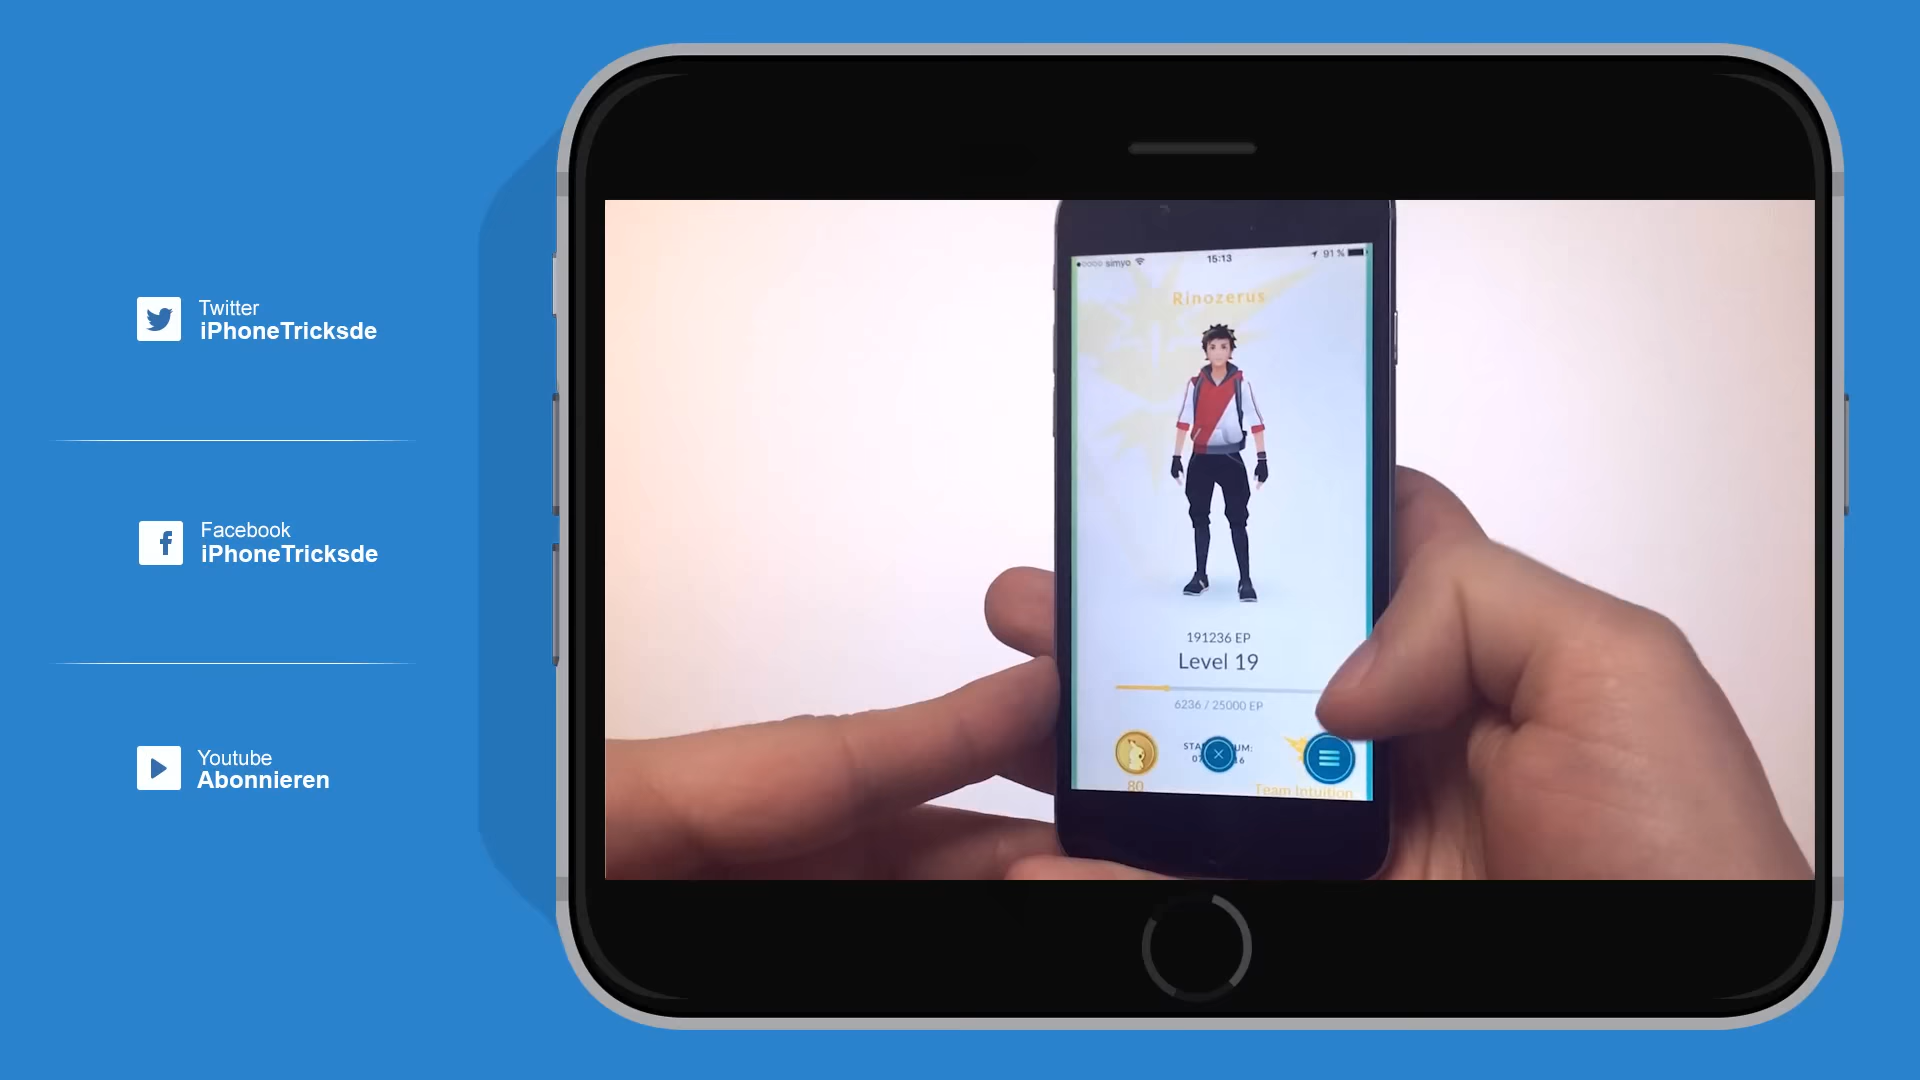 Twitter
iPhoneTricksde
Facebook
iPhoneTricksde
Youtube
Abonnieren
simyo
15:13
91 %
Rinozerus
191236 EP
Level 19
6236 / 25000 EP
80
Team Intuition